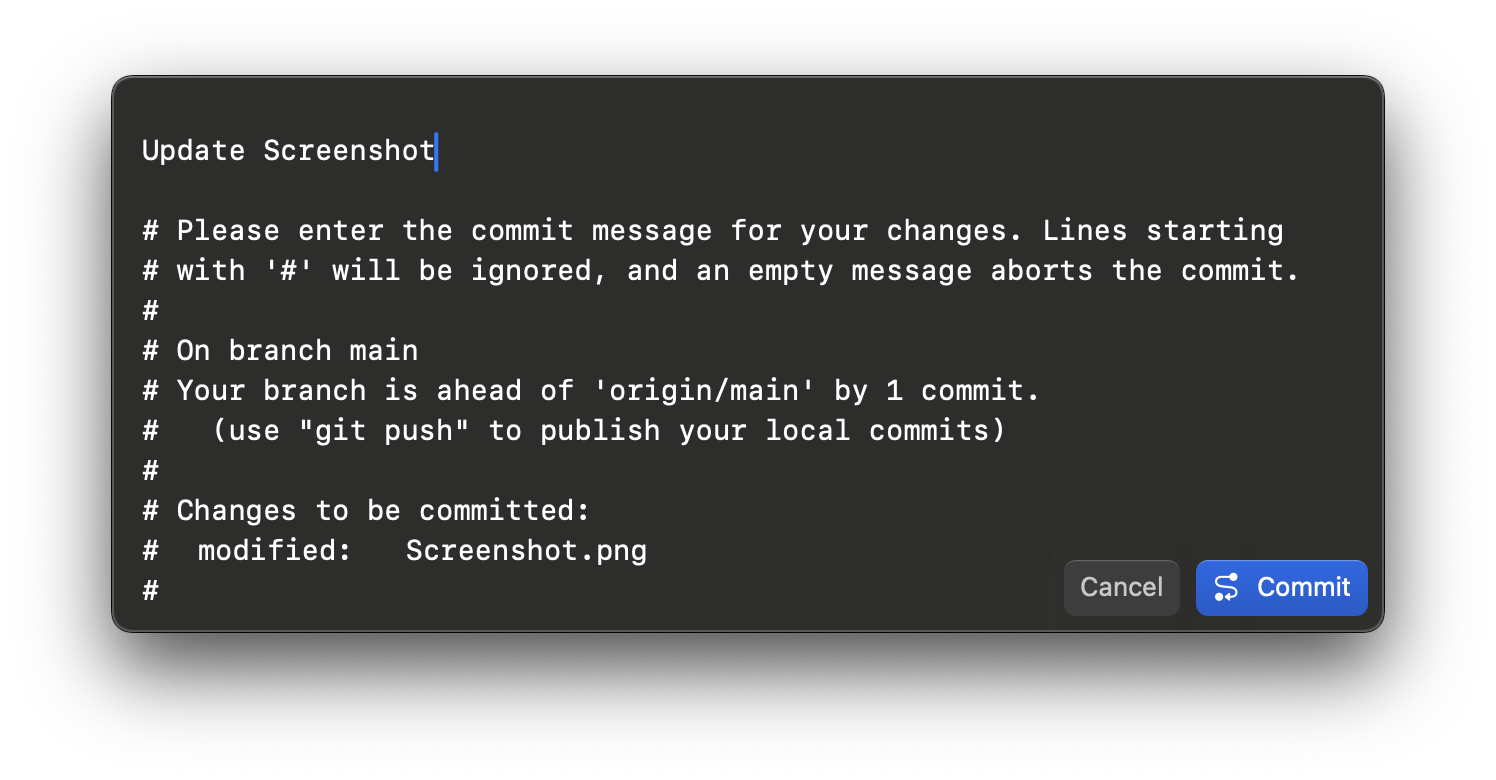 Update Screenshot

# Please enter the commit message for your changes. Lines starting
# with '#' will be ignored, and an empty message aborts the commit.
#
# On branch main
# Your branch is ahead of 'origin/main' by 1 commit.
#   (use "git push" to publish your local commits)
#
# Changes to be committed:
#  modified:   Screenshot.png
#
Cancel
Commit